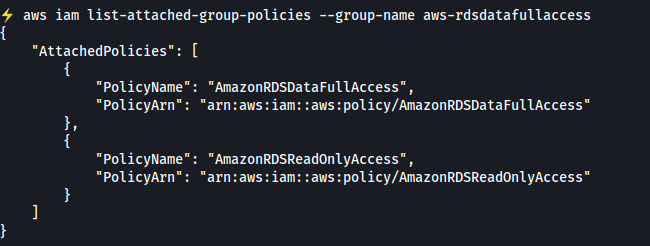 ⚡ aws iam list-attached-group-policies --group-name aws-rdsdatafullaccess
{
    "AttachedPolicies": [
        {
            "PolicyName": "AmazonRDSDataFullAccess",
            "PolicyArn": "arn:aws:iam::aws:policy/AmazonRDSDataFullAccess"
        },
        {
            "PolicyName": "AmazonRDSReadOnlyAccess",
            "PolicyArn": "arn:aws:iam::aws:policy/AmazonRDSReadOnlyAccess"
        }
    ]
}